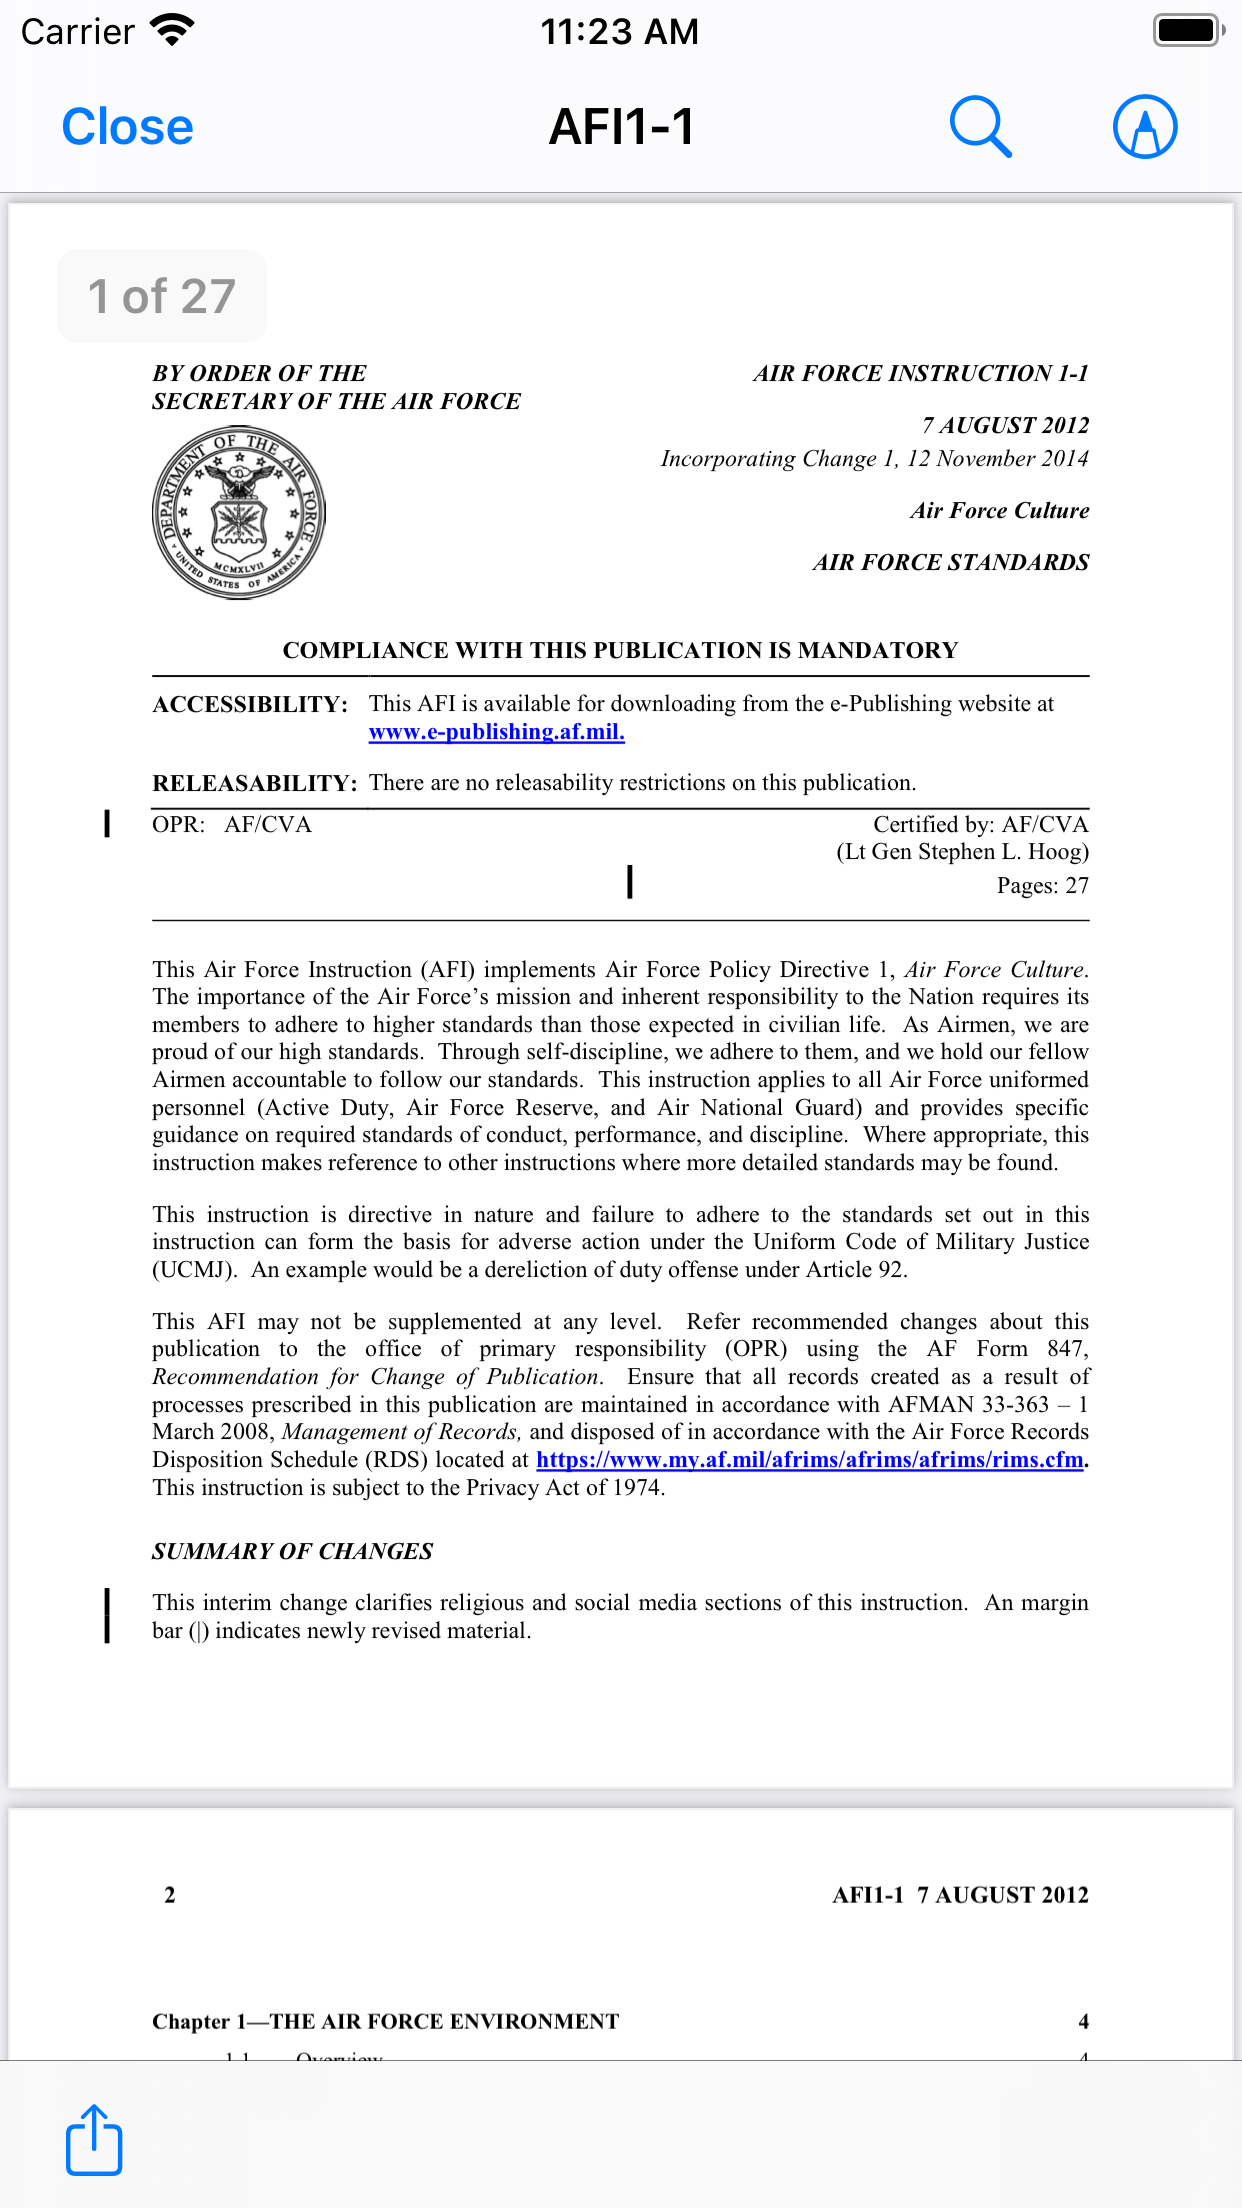 Carrier 11:23 AM
Close AFI1-1
1 of 27
BY ORDER OF THE
SECRETARY OF THE AIR FORCE
DEPARTMENT OF THE AIR FORCE
MCMXLVII
UNITED STATES OF AMERICA
AIR FORCE INSTRUCTION 1-1
7 AUGUST 2012
Incorporating Change 1, 12 November 2014
Air Force Culture
AIR FORCE STANDARDS
COMPLIANCE WITH THIS PUBLICATION IS MANDATORY
ACCESSIBILITY: This AFI is available for downloading from the e-Publishing website at
www.e-publishing.af.mil.
RELEASABILITY: There are no releasability restrictions on this publication.
OPR: AF/CVA Certified by: AF/CVA
(Lt Gen Stephen L. Hoog)
Pages: 27
This Air Force Instruction (AFI) implements Air Force Policy Directive 1, Air Force Culture.
The importance of the Air Force’s mission and inherent responsibility to the Nation requires its
members to adhere to higher standards than those expected in civilian life. As Airmen, we are
proud of our high standards. Through self-discipline, we adhere to them, and we hold our fellow
Airmen accountable to follow our standards. This instruction applies to all Air Force uniformed
personnel (Active Duty, Air Force Reserve, and Air National Guard) and provides specific
guidance on required standards of conduct, performance, and discipline. Where appropriate, this
instruction makes reference to other instructions where more detailed standards may be found.
This instruction is directive in nature and failure to adhere to the standards set out in this
instruction can form the basis for adverse action under the Uniform Code of Military Justice
(UCMJ). An example would be a dereliction of duty offense under Article 92.
This AFI may not be supplemented at any level. Refer recommended changes about this
publication to the office of primary responsibility (OPR) using the AF Form 847,
Recommendation for Change of Publication. Ensure that all records created as a result of
processes prescribed in this publication are maintained in accordance with AFMAN 33-363 – 1
March 2008, Management of Records, and disposed of in accordance with the Air Force Records
Disposition Schedule (RDS) located at https://www.my.af.mil/afrims/afrims/afrims/rims.cfm.
This instruction is subject to the Privacy Act of 1974.
SUMMARY OF CHANGES
This interim change clarifies religious and social media sections of this instruction. An margin
bar (|) indicates newly revised material.
2 AFI1-1 7 AUGUST 2012
Chapter 1—THE AIR FORCE ENVIRONMENT 4
1.1. Overview 4